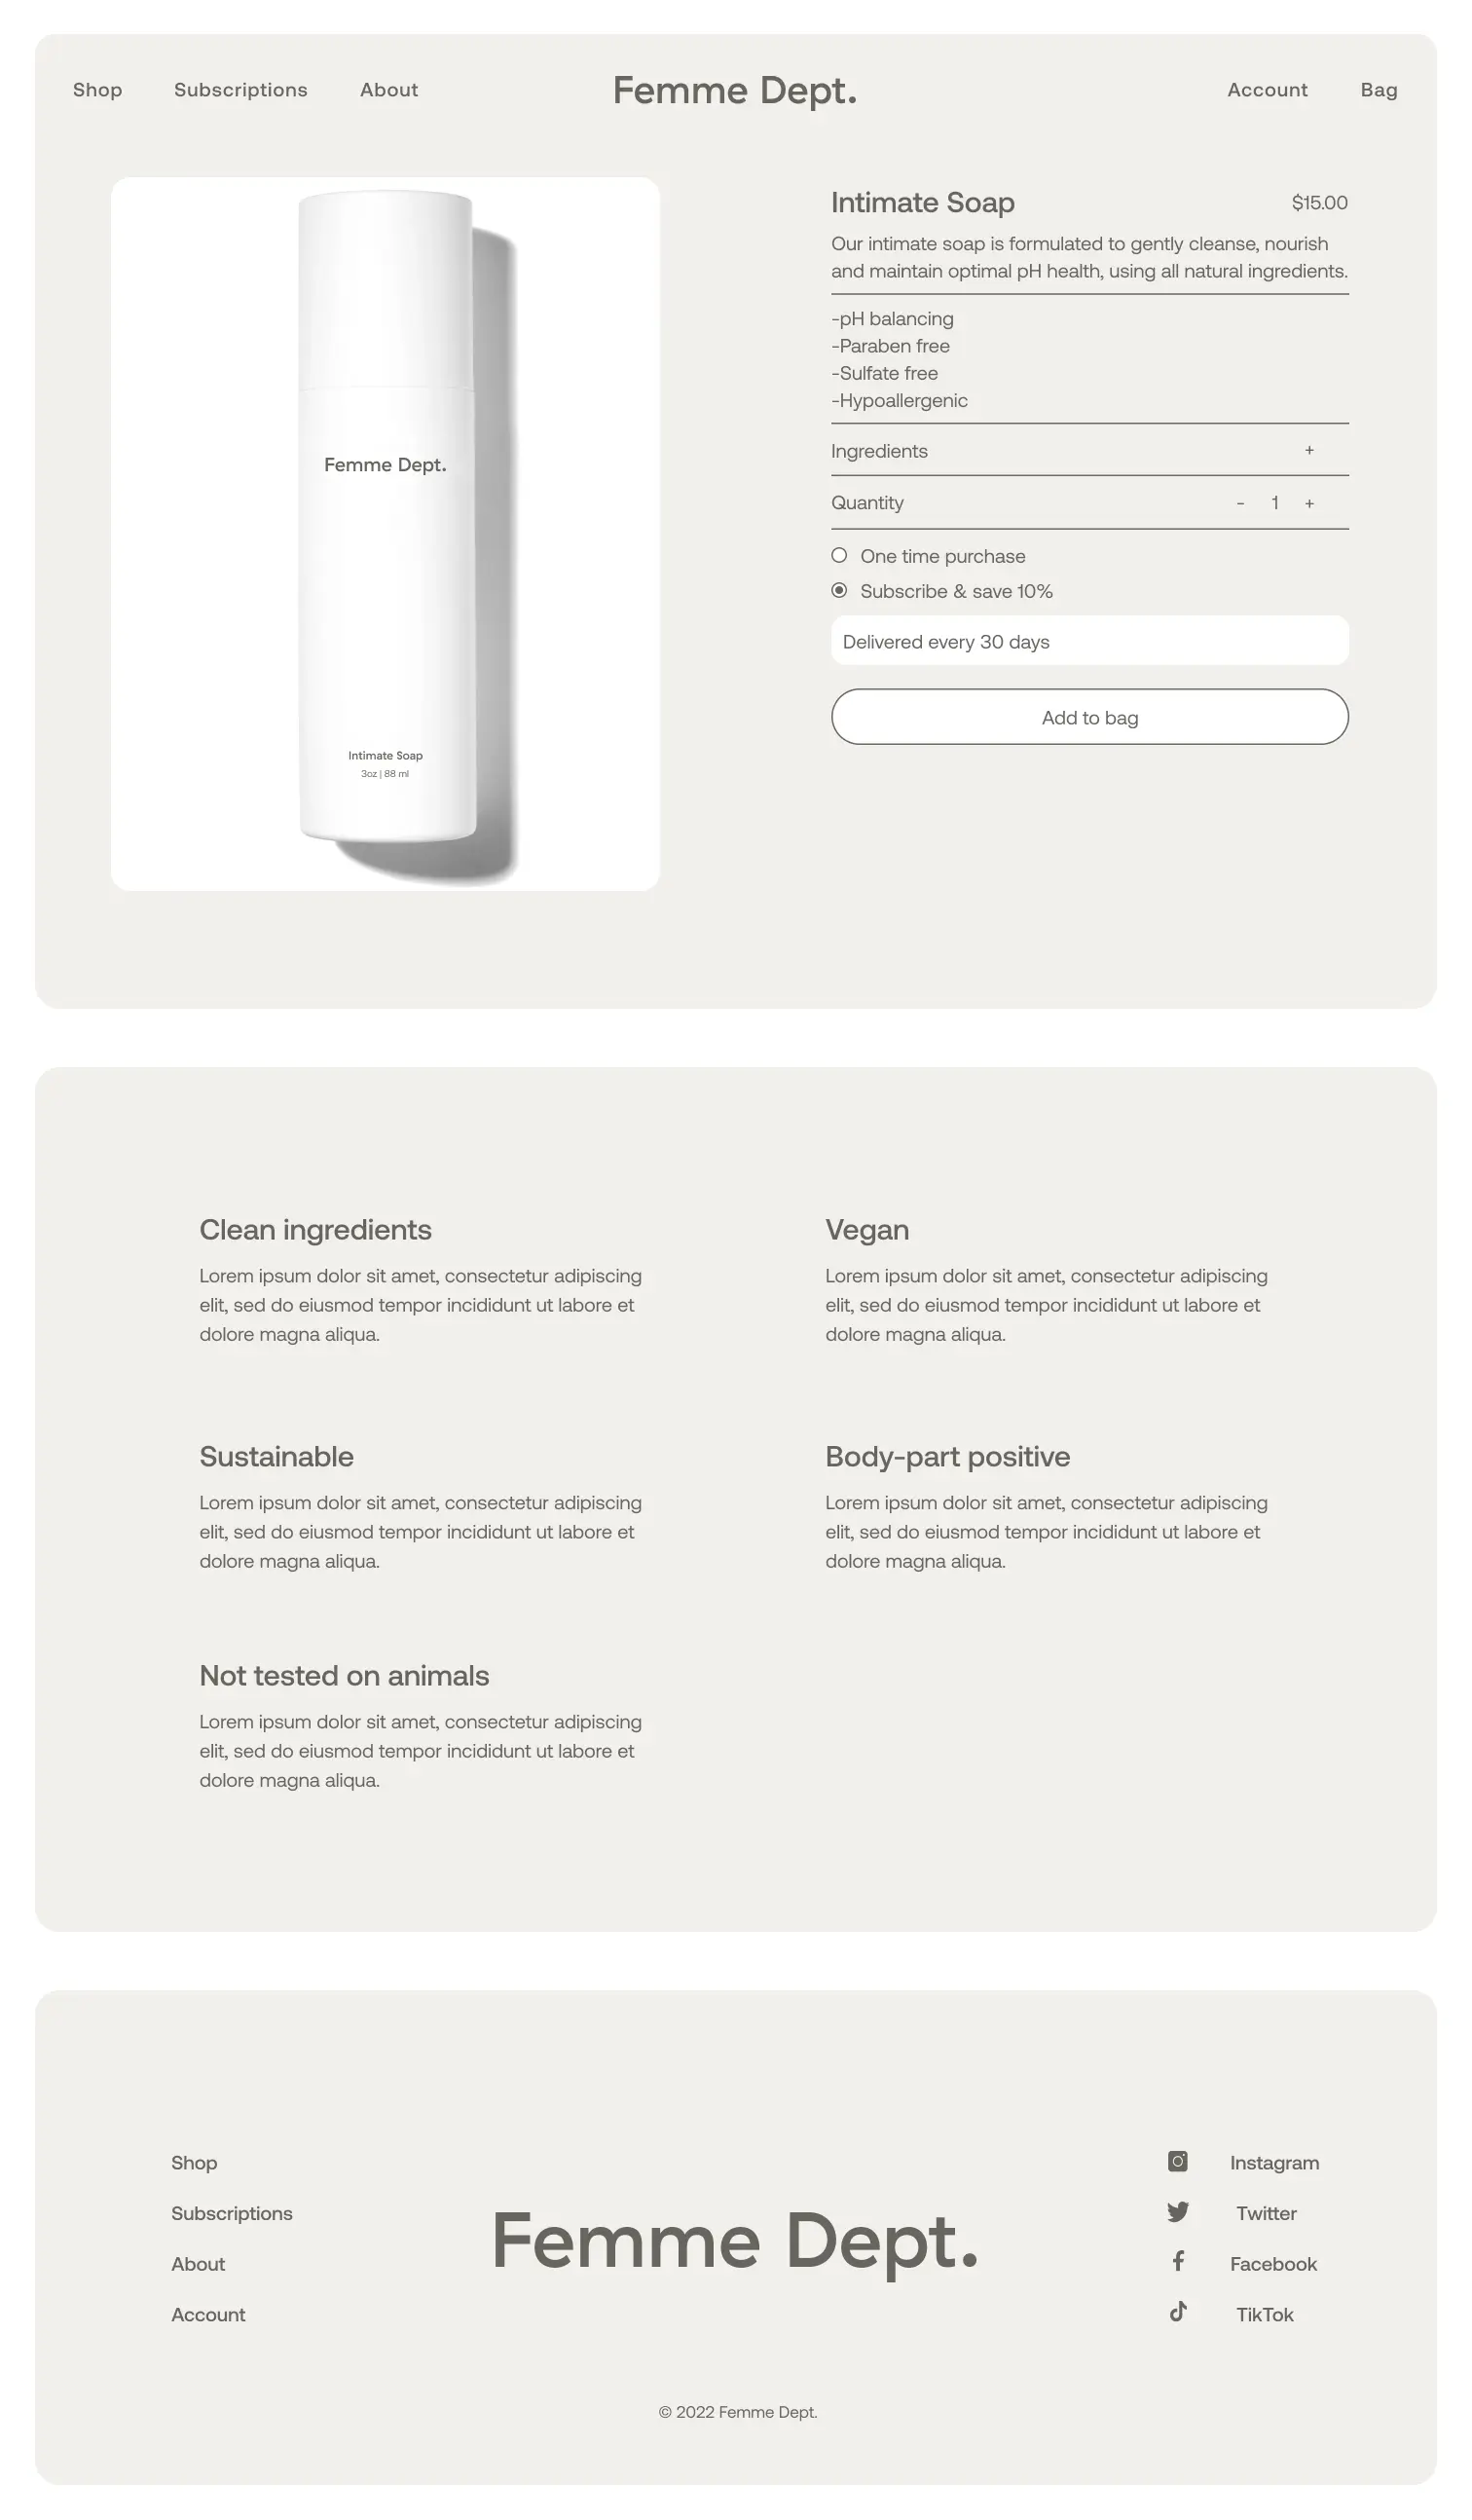 Shop
Subscriptions
About
Femme Dept.
Account
Bag
Femme Dept.
Intimate Soap
3oz | 88 ml
Intimate Soap
$15.00
Our intimate soap is formulated to gently cleanse, nourish
and maintain optimal pH health, using all natural ingredients.
-pH balancing
-Paraben free
-Sulfate free
-Hypoallergenic
Ingredients +
Quantity - 1 +
One time purchase
Subscribe & save 10%
Delivered every 30 days
Add to bag
Clean ingredients
Lorem ipsum dolor sit amet, consectetur adipiscing
elit, sed do eiusmod tempor incididunt ut labore et
dolore magna aliqua.
Vegan
Lorem ipsum dolor sit amet, consectetur adipiscing
elit, sed do eiusmod tempor incididunt ut labore et
dolore magna aliqua.
Sustainable
Lorem ipsum dolor sit amet, consectetur adipiscing
elit, sed do eiusmod tempor incididunt ut labore et
dolore magna aliqua.
Body-part positive
Lorem ipsum dolor sit amet, consectetur adipiscing
elit, sed do eiusmod tempor incididunt ut labore et
dolore magna aliqua.
Not tested on animals
Lorem ipsum dolor sit amet, consectetur adipiscing
elit, sed do eiusmod tempor incididunt ut labore et
dolore magna aliqua.
Shop
Subscriptions
About
Account
Femme Dept.
Instagram
Twitter
Facebook
TikTok
© 2022 Femme Dept.